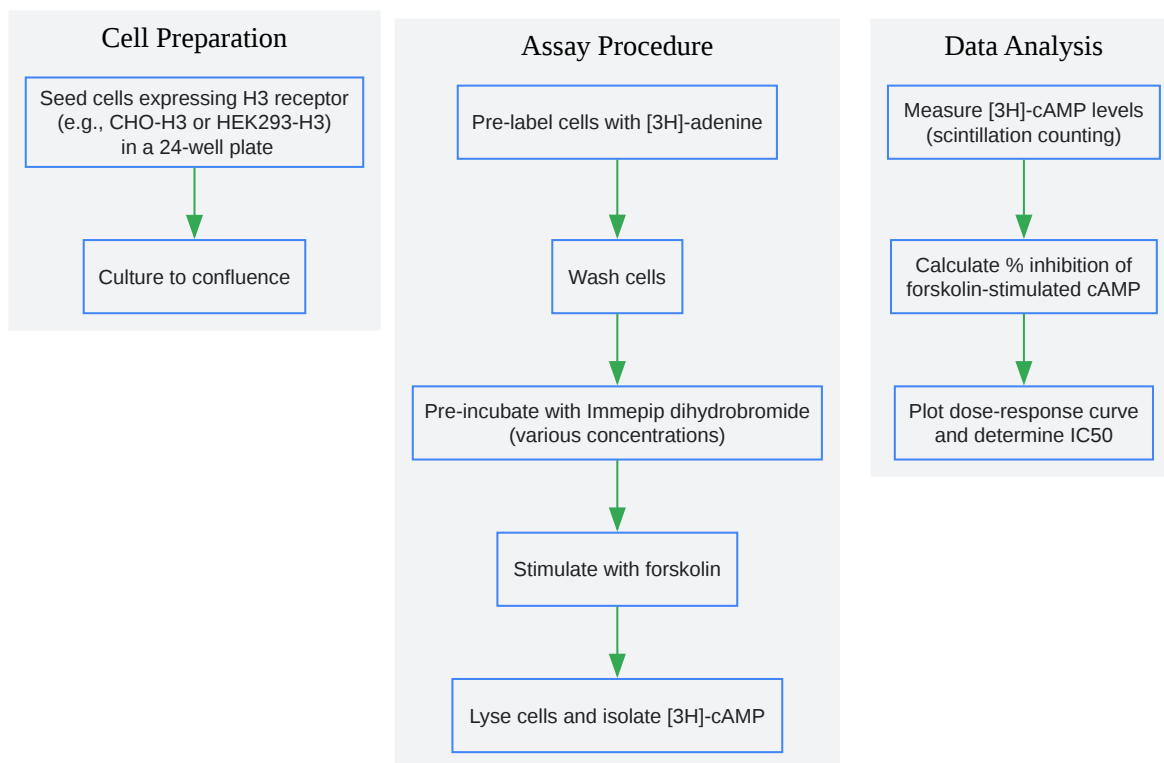 Cell Preparation
Seed cells expressing H3 receptor
(e.g., CHO-H3 or HEK293-H3)
in a 24-well plate
Culture to confluence
Assay Procedure
Pre-label cells with [3H]-adenine
Wash cells
Pre-incubate with Immepip dihydrobromide
(various concentrations)
Stimulate with forskolin
Lyse cells and isolate [3H]-cAMP
Data Analysis
Measure [3H]-cAMP levels
(scintillation counting)
Calculate % inhibition of
forskolin-stimulated cAMP
Plot dose-response curve
and determine IC50